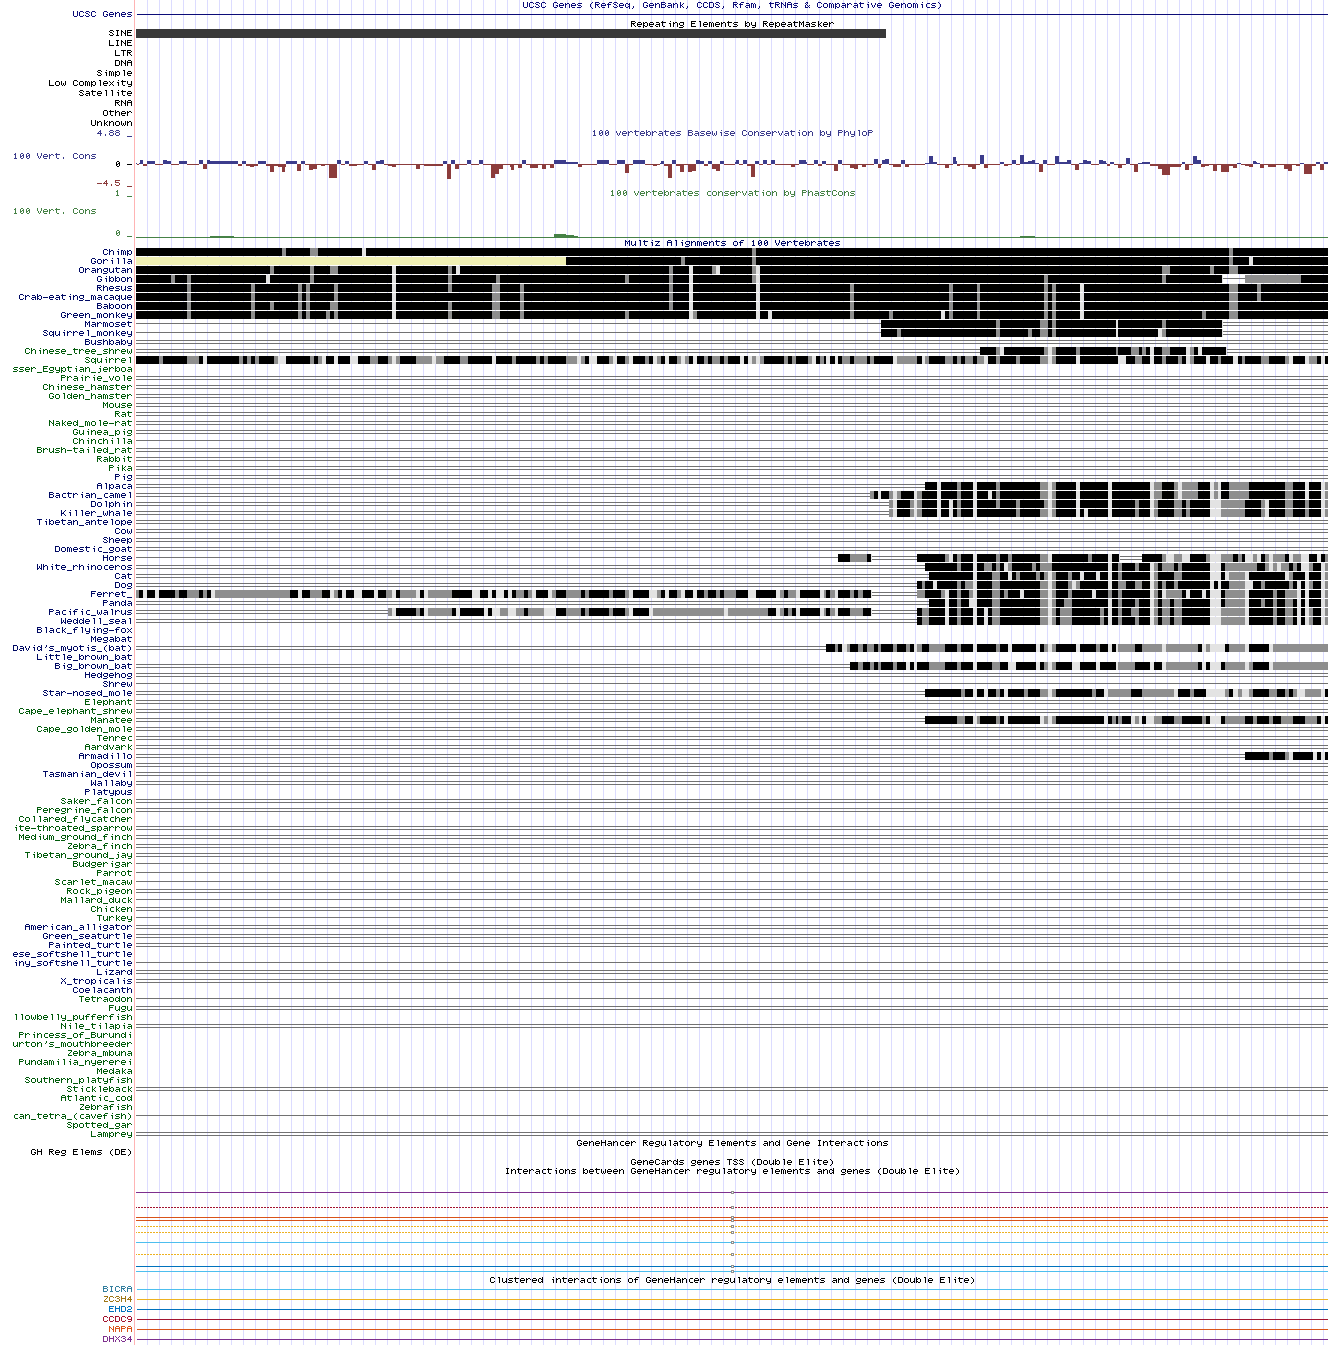 UCSC Genes (RefSeq, GenBank, CCDS, Rfam, tRNAs & Comparative Genomics)
UCSC Genes
Repeating Elements by RepeatMasker
SINE
LINE
LTR
DNA
Simple
Low Complexity
Satellite
RNA
Other
Unknown
4.88 _
100 vertebrates Basewise Conservation by PhyloP
100 Vert. Cons
0 _
-4.5 _
100 vertebrates conservation by PhastCons
1 _
100 Vert. Cons
0 _
Multiz Alignments of 100 Vertebrates
Chimp
Gorilla
Orangutan
Gibbon
Rhesus
Crab-eating_macaque
Baboon
Green_monkey
Marmoset
Squirrel_monkey
Bushbaby
Chinese_tree_shrew
Squirrel
sser_Egyptian_jerboa
Prairie_vole
Chinese_hamster
Golden_hamster
Mouse
Rat
Naked_mole-rat
Guinea_pig
Chinchilla
Brush-tailed_rat
Rabbit
Pika
Pig
Alpaca
Bactrian_camel
Dolphin
Killer_whale
Tibetan_antelope
Cow
Sheep
Domestic_goat
Horse
White_rhinoceros
Cat
Dog
Ferret_
Panda
Pacific_walrus
Weddell_seal
Black_flying-fox
Megabat
David's_myotis_(bat)
Little_brown_bat
Big_brown_bat
Hedgehog
Shrew
Star-nosed_mole
Elephant
Cape_elephant_shrew
Manatee
Cape_golden_mole
Tenrec
Aardvark
Armadillo
Opossum
Tasmanian_devil
Wallaby
Platypus
Saker_falcon
Peregrine_falcon
Collared_flycatcher
ite-throated_sparrow
Medium_ground_finch
Zebra_finch
Tibetan_ground_jay
Budgerigar
Parrot
Scarlet_macaw
Rock_pigeon
Mallard_duck
Chicken
Turkey
American_alligator
Green_seaturtle
Painted_turtle
ese_softshell_turtle
iny_softshell_turtle
Lizard
X_tropicalis
Coelacanth
Tetraodon
Fugu
llowbelly_pufferfish
Nile_tilapia
Princess_of_Burundi
urton's_mouthbreeder
Zebra_mbuna
Pundamilia_nyererei
Medaka
Southern_platyfish
Stickleback
Atlantic_cod
Zebrafish
can_tetra_(cavefish)
Spotted_gar
Lamprey
GeneHancer Regulatory Elements and Gene Interactions
GH Reg Elems (DE)
GeneCards genes TSS (Double Elite)
Interactions between GeneHancer regulatory elements and genes (Double Elite)
Clustered interactions of GeneHancer regulatory elements and genes (Double Elite)
BICRA
ZC3H4
EHD2
CCDC9
NAPA
DHX34